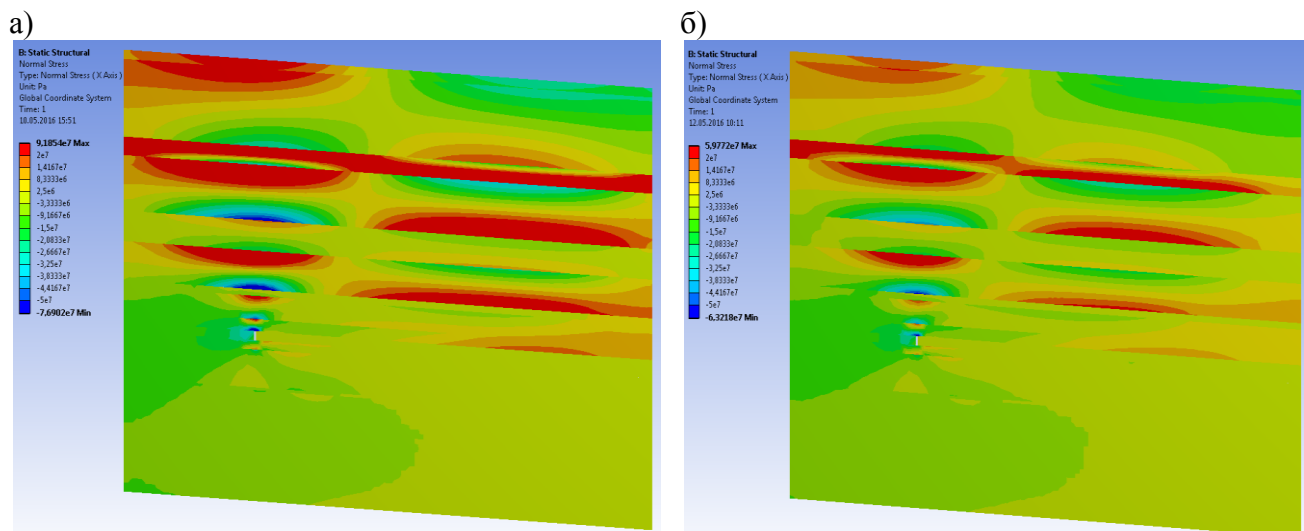 а)
B: Static Structural
Normal Stress
Type: Normal Stress ( X Axis )
Unit: Pa
Global Coordinate System
Time: 1
18.05.2016 15:51
9,1854e7 Max
2e7
1,4167e7
8,3333e6
2,5e6
-3,3333e6
-9,1667e6
-1,5e7
-2,0833e7
-2,6667e7
-3,25e7
-3,8333e7
-4,4167e7
-5e7
-7,6902e7 Min
б)
B: Static Structural
Normal Stress
Type: Normal Stress ( X Axis )
Unit: Pa
Global Coordinate System
Time: 1
12.05.2016 18:11
5,9772e7 Max
2e7
1,4167e7
8,3333e6
2,5e6
-3,3333e6
-9,1667e6
-1,5e7
-2,0833e7
-2,6667e7
-3,25e7
-3,8333e7
-4,4167e7
-5e7
-6,3218e7 Min